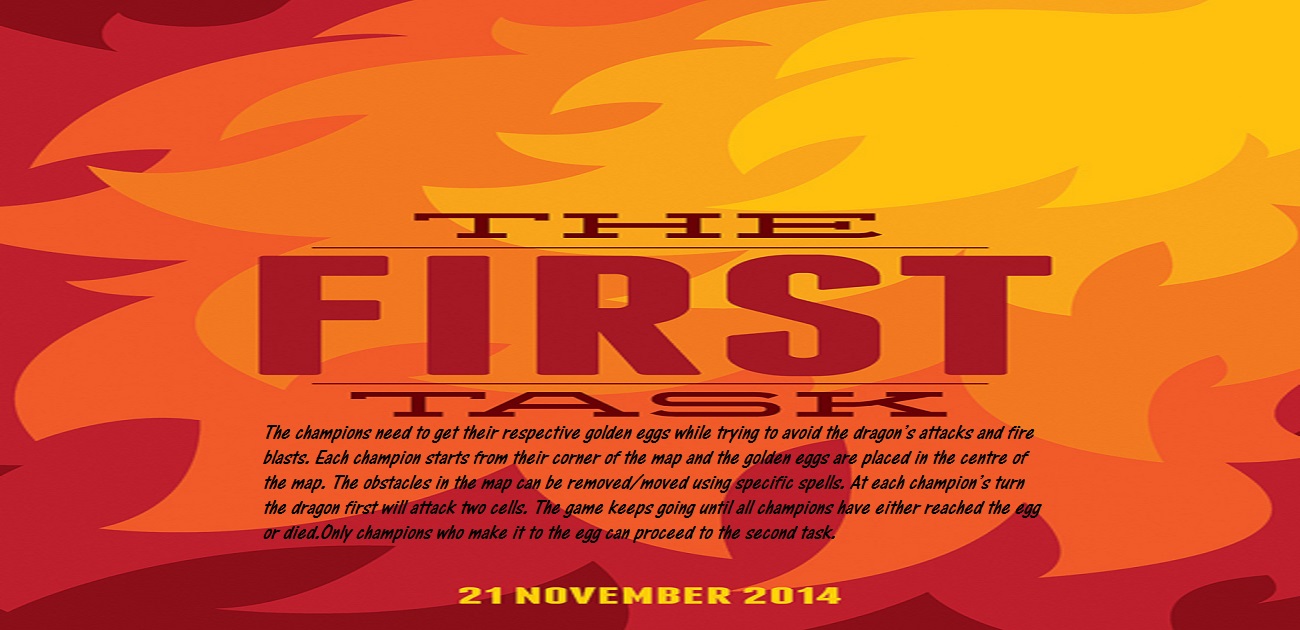 THE
FIRST
TASK
The champions need to get their respective golden eggs while trying to avoid the dragon's attacks and fire
blasts. Each champion starts from their corner of the map and the golden eggs are placed in the centre of
the map. The obstacles in the map can be removed/moved using specific spells. At each champion's turn
the dragon first will attack two cells. The game keeps going until all champions have either reached the egg
or died.Only champions who make it to the egg can proceed to the second task.
21 NOVEMBER 2014